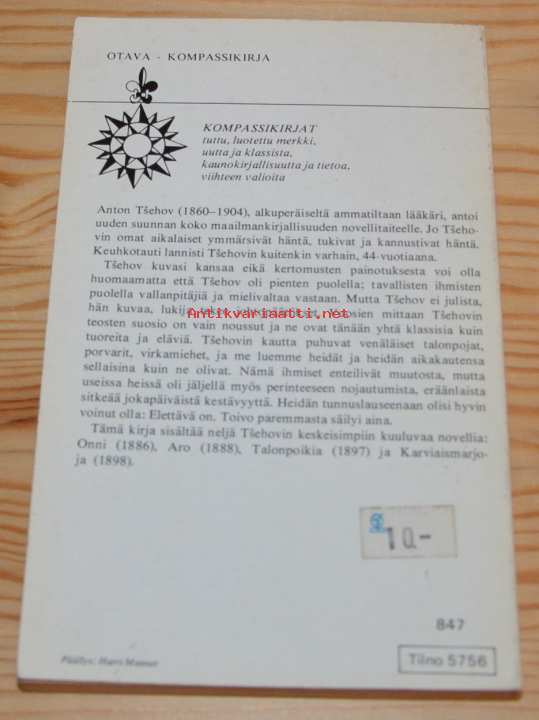 OTAVA - KOMPASSIKIRJA
KOMPASSIKIRJAT
tuttu, luotettu merkki,
uutta ja klassista,
kaunokirjallisuutta ja tietoa,
viihteen valioita
Anton Tšehov (1860–1904), alkuperäiseltä ammatiltaan lääkäri, antoi
uuden suunnan koko maailmankirjallisuuden novellitaiteelle. Jo Tšeho-
vin omat aikalaiset ymmärsivät häntä, tukivat ja kannustivat häntä.
Keuhkotauti lannisti Tšehovin kuitenkin varhain, 44-vuotiaana.
Tšehov kuvasi kansaa eikä kertomusten painotuksesta voi olla
huomaamatta että Tšehov oli pienten puolella; tavallisten ihmisten
puolella vallanpitäjiä ja mielivaltaa vastaan. Mutta Tšehov ei julista,
hän kuvaa, lukija
Antikvariaatti.net
osien mittaan Tšehovin
teosten suosio on vain noussut ja ne ovat tänään yhtä klassisia kuin
tuoreita ja eläviä. Tšehovin kautta puhuvat venäläiset talonpojat,
porvarit, virkamiehet, ja me luemme heidät ja heidän aikakautensa
sellaisina kuin ne olivat. Nämä ihmiset enteilivät muutosta, mutta
useissa heissä oli jäljellä myös perinteeseen nojautumista, eräänlaista
sitkeää jokapäiväistä kestävyyttä. Heidän tunnuslauseenaan olisi hyvin
voinut olla: Elettävä on. Toivo paremmasta säilyi aina.
Tämä kirja sisältää neljä Tšehovin keskeisimpiin kuuluvaa novellia:
Onni (1886), Aro (1888), Talonpoikia (1897) ja Karviaismarjo-
ja (1898).
10.-
847
Tilno 5756
Päällys: Harri Manner